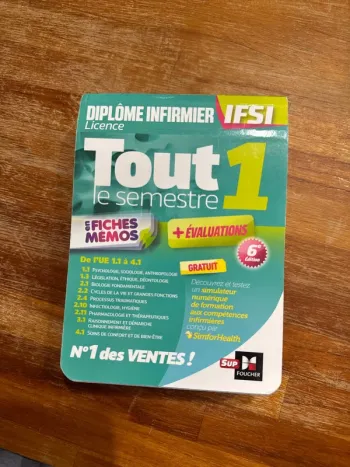 DIPLÔME INFIRMIER IFSI
Licence
Tout
le semestre 1
FICHES
MÉMOS
+ ÉVALUATIONS
6e
Édition
De l'UE 1.1 à 4.1
1.1 PSYCHOLOGIE, SOCIOLOGIE, ANTHROPOLOGIE
1.3 LÉGISLATION, ÉTHIQUE, DÉONTOLOGIE
2.1 BIOLOGIE FONDAMENTALE
2.2 CYCLES DE LA VIE ET GRANDES FONCTIONS
2.4 PROCESSUS TRAUMATIQUES
2.10 INFECTIOLOGIE, HYGIÈNE
2.11 PHARMACOLOGIE ET THÉRAPEUTIQUES
3.1 RAISONNEMENT ET DÉMARCHE
CLINIQUE INFIRMIÈRE
4.1 SOINS DE CONFORT ET DE BIEN-ÊTRE
GRATUIT
Découvrez et testez
un simulateur
numérique
de formation
aux compétences
infirmières
conçu par
SimforHealth
N°1 des VENTES !
SUP
FOUCHER